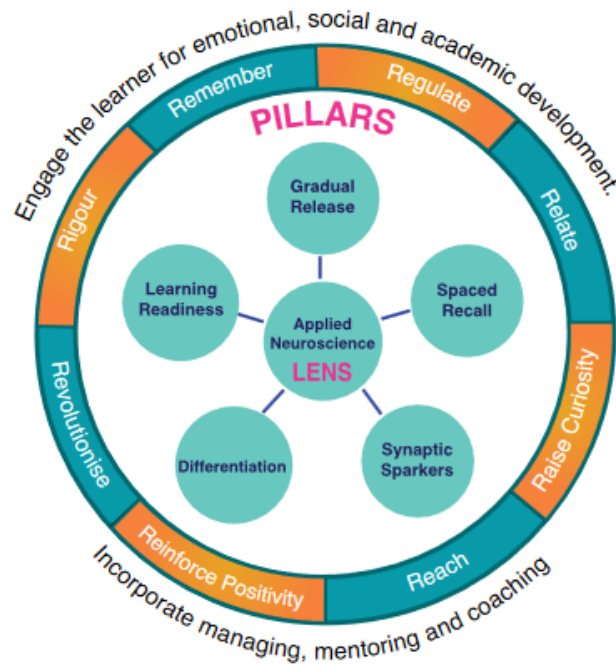 Engage the learner for emotional, social and academic development.
Remember
Regulate
Relate
Raise Curiosity
Reach
Reinforce Positivity
Revolutionise
Rigour
PILLARS
Gradual
Release
Learning
Readiness
Spaced
Recall
Applied
Neuroscience
LENS
Differentiation
Synaptic
Sparkers
Incorporate managing, mentoring and coaching